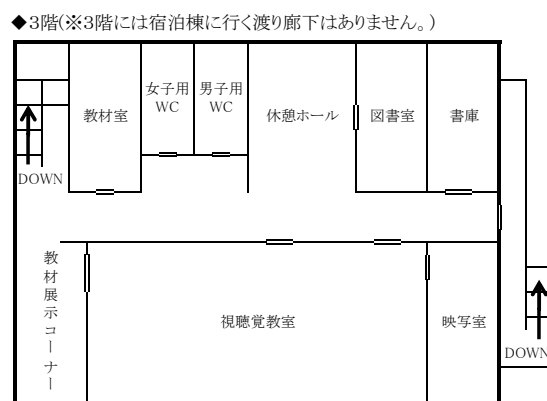 ◆3階(※3階には宿泊棟に行く渡り廊下はありません。)
教材室
女子用
WC
男子用
WC
休憩ホール
図書室
書庫
DOWN
教材展示コーナー
視聴覚教室
映写室
DOWN